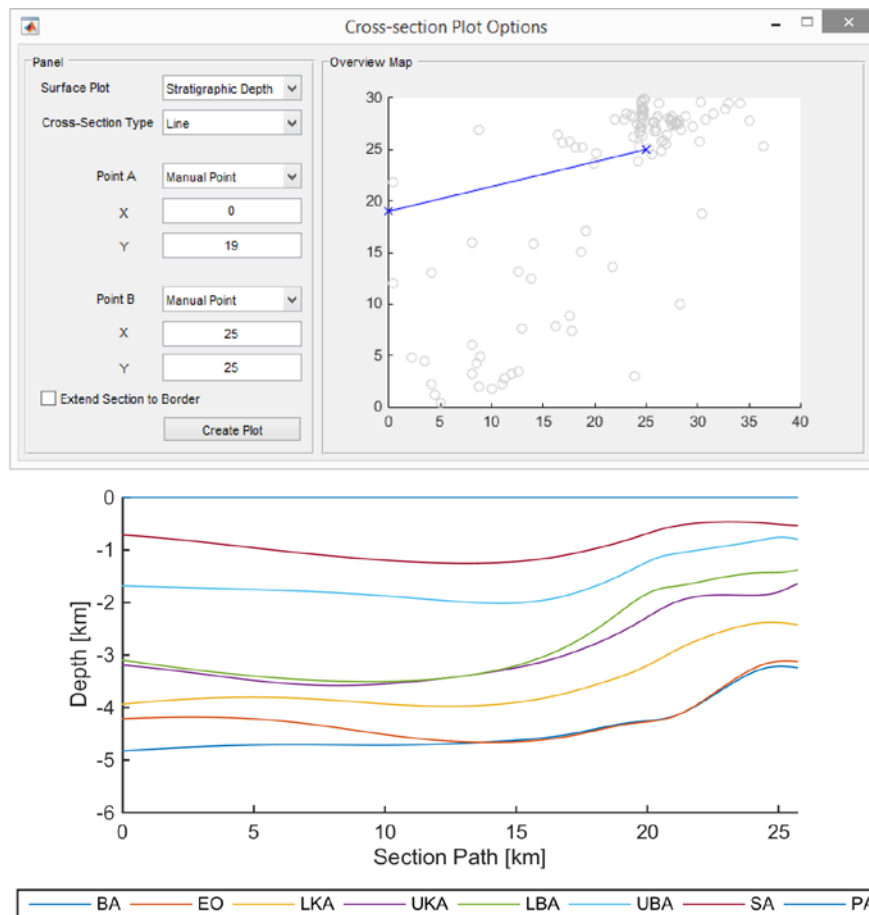 Cross-section Plot Options
Panel
Surface Plot Stratigraphic Depth
Cross-Section Type Line
Point A Manual Point
X 0
Y 19
Point B Manual Point
X 25
Y 25
Extend Section to Border
Create Plot
Overview Map
30
25
20
15
10
5
0
0 5 10 15 20 25 30 35 40
0
-1
-2
-3
-4
-5
-6
Depth [km]
0 5 10 15 20 25
Section Path [km]
BA EO LKA UKA LBA UBA SA